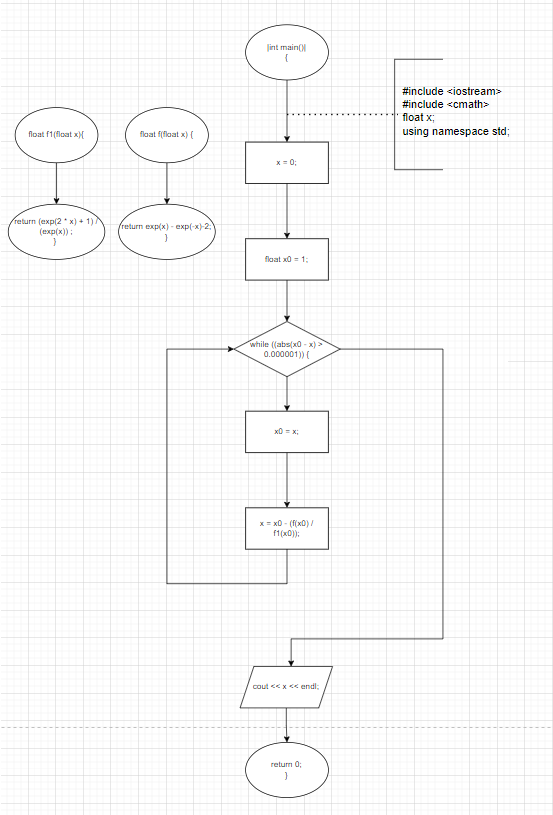 |int main()|
{
#include <iostream>
#include <cmath>
float x;
using namespace std;
float f1(float x){
float f(float x) {
x = 0;
return (exp(2 * x) + 1) /
(exp(x)) ;
}
return exp(x) - exp(-x)-2;
}
float x0 = 1;
while ((abs(x0 - x) >
0.000001)) {
x0 = x;
x = x0 - (f(x0) /
f1(x0));
cout << x << endl;
return 0;
}